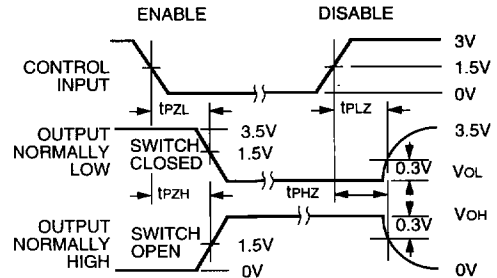 ENABLE
DISABLE
CONTROL
INPUT
3V
1.5V
0V
tPZL
tPLZ
OUTPUT
NORMALLY
LOW
SWITCH
CLOSED
3.5V
1.5V
3.5V
0.3V
VOL
tPZH
tPHZ
0.3V
VOH
OUTPUT
NORMALLY
HIGH
SWITCH
OPEN
1.5V
0V
0V